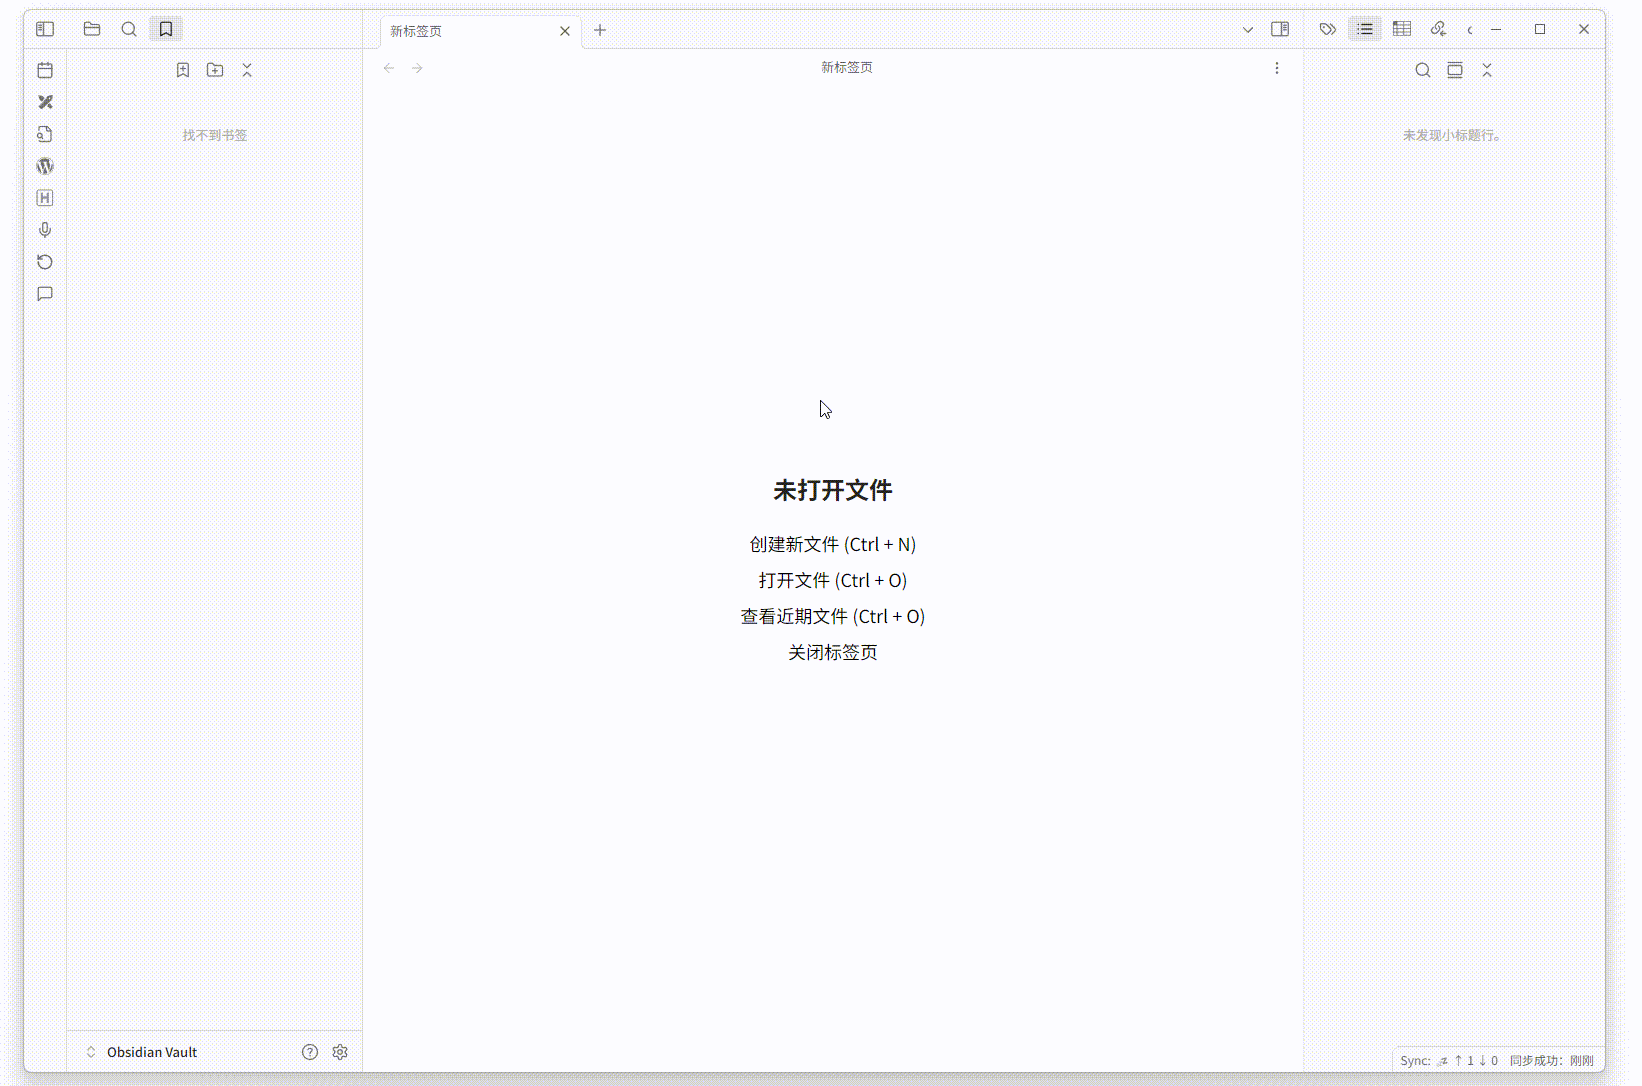 新标签页
新标签页
找不到书签
未发现小标题行。
未打开文件
创建新文件 (Ctrl + N)
打开文件 (Ctrl + O)
查看近期文件 (Ctrl + O)
关闭标签页
Obsidian Vault
Sync: ↑ 1 ↓ 0 同步成功：刚刚